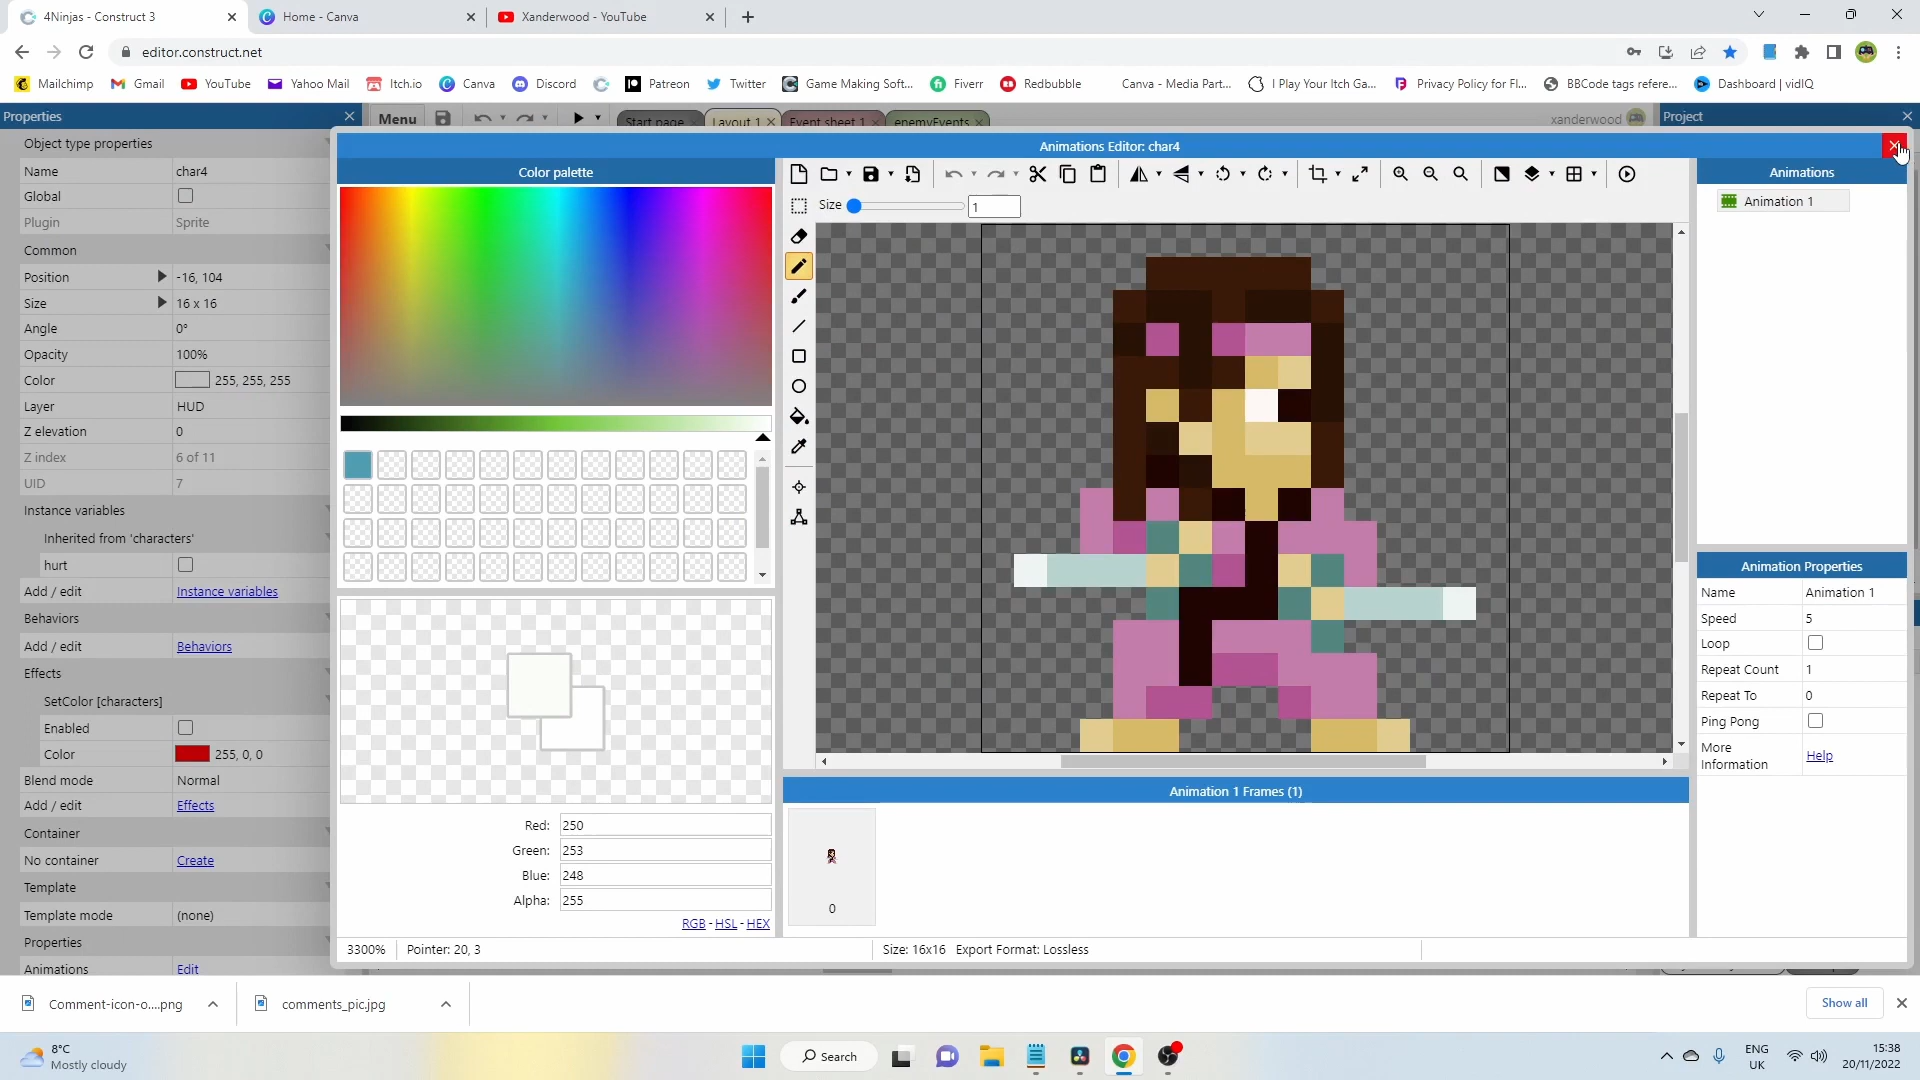 4Ninjas - Construct 3
Home - Canva
Xanderwood - YouTube
editor.construct.net
Mailchimp
Gmail
YouTube
Yahoo Mail
Itch.io
Canva
Discord
Patreon
Twitter
Game Making Soft...
Fiverr
Redbubble
Canva - Media Part...
I Play Your Itch Ga...
Privacy Policy for Fl...
BBCode tags refere...
Dashboard | vidIQ
Properties
Menu
Start page
Layout 1
Event sheet 1
enemyEvents
xanderwood
Project
Object type properties
Name char4
Global
Plugin Sprite
Common
Position -16, 104
Size 16 x 16
Angle 0°
Opacity 100%
Color 255, 255, 255
Layer HUD
Z elevation 0
Z index 6 of 11
UID 7
Instance variables
Inherited from 'characters'
hurt
Add / edit Instance variables
Behaviors
Add / edit Behaviors
Effects
SetColor [characters]
Enabled
Color 255, 0, 0
Blend mode Normal
Add / edit Effects
Container
No container Create
Template
Template mode (none)
Properties
Animations Edit
Animations Editor: char4
Color palette
Size 1
Red: 250
Green: 253
Blue: 248
Alpha: 255
RGB - HSL - HEX
3300% Pointer: 20, 3
Size: 16x16 Export Format: Lossless
Animation 1 Frames (1)
0
Animations
Animation 1
Animation Properties
Name Animation 1
Speed 5
Loop
Repeat Count 1
Repeat To 0
Ping Pong
More
Information Help
Comment-icon-o....png
comments_pic.jpg
Show all
8°C
Mostly cloudy
Search
ENG
UK
15:38
20/11/2022